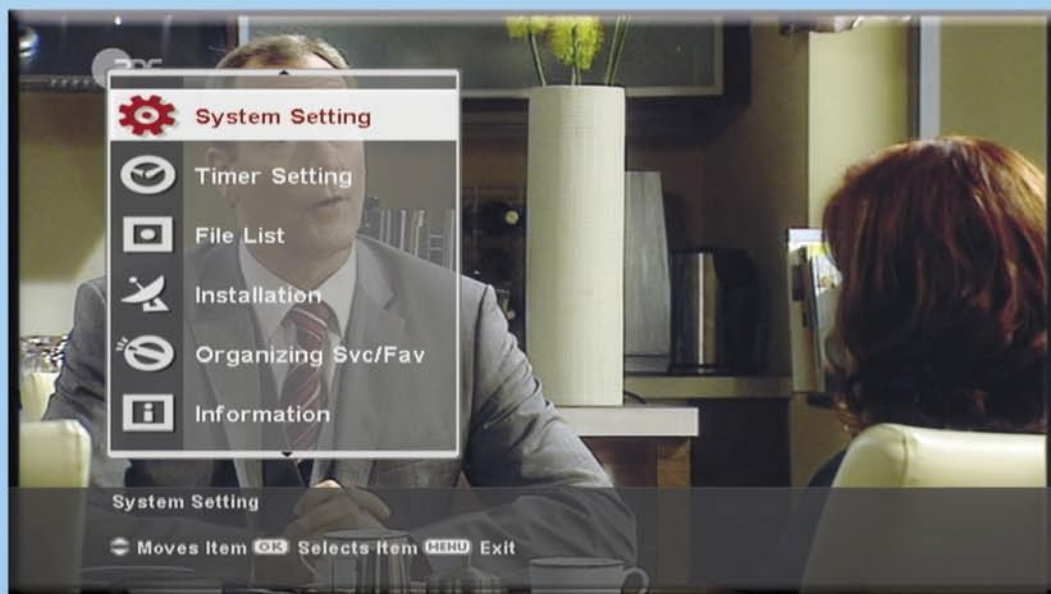 ZDF
System Setting
Timer Setting
File List
Installation
Organizing Svc/Fav
Information
System Setting
Moves Item OK Selects Item MENU Exit